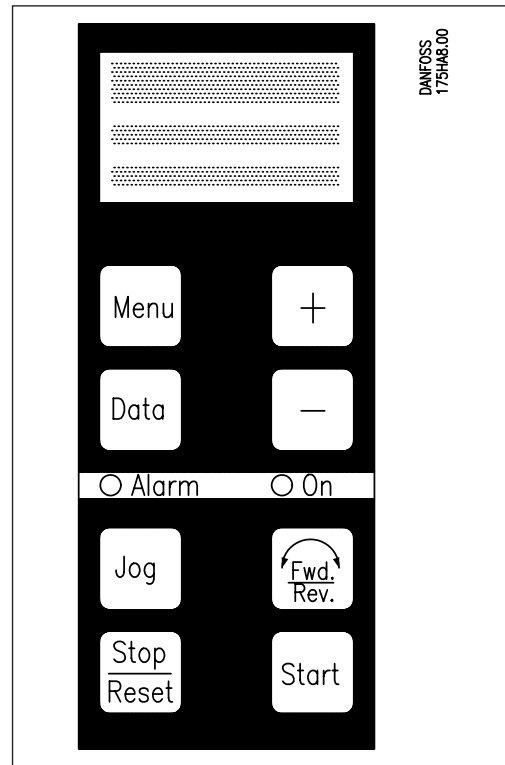 DANFOSS
175HA8.00
Menu +
Data −
Alarm On
Jog Fwd.
Rev.
Stop
Reset Start